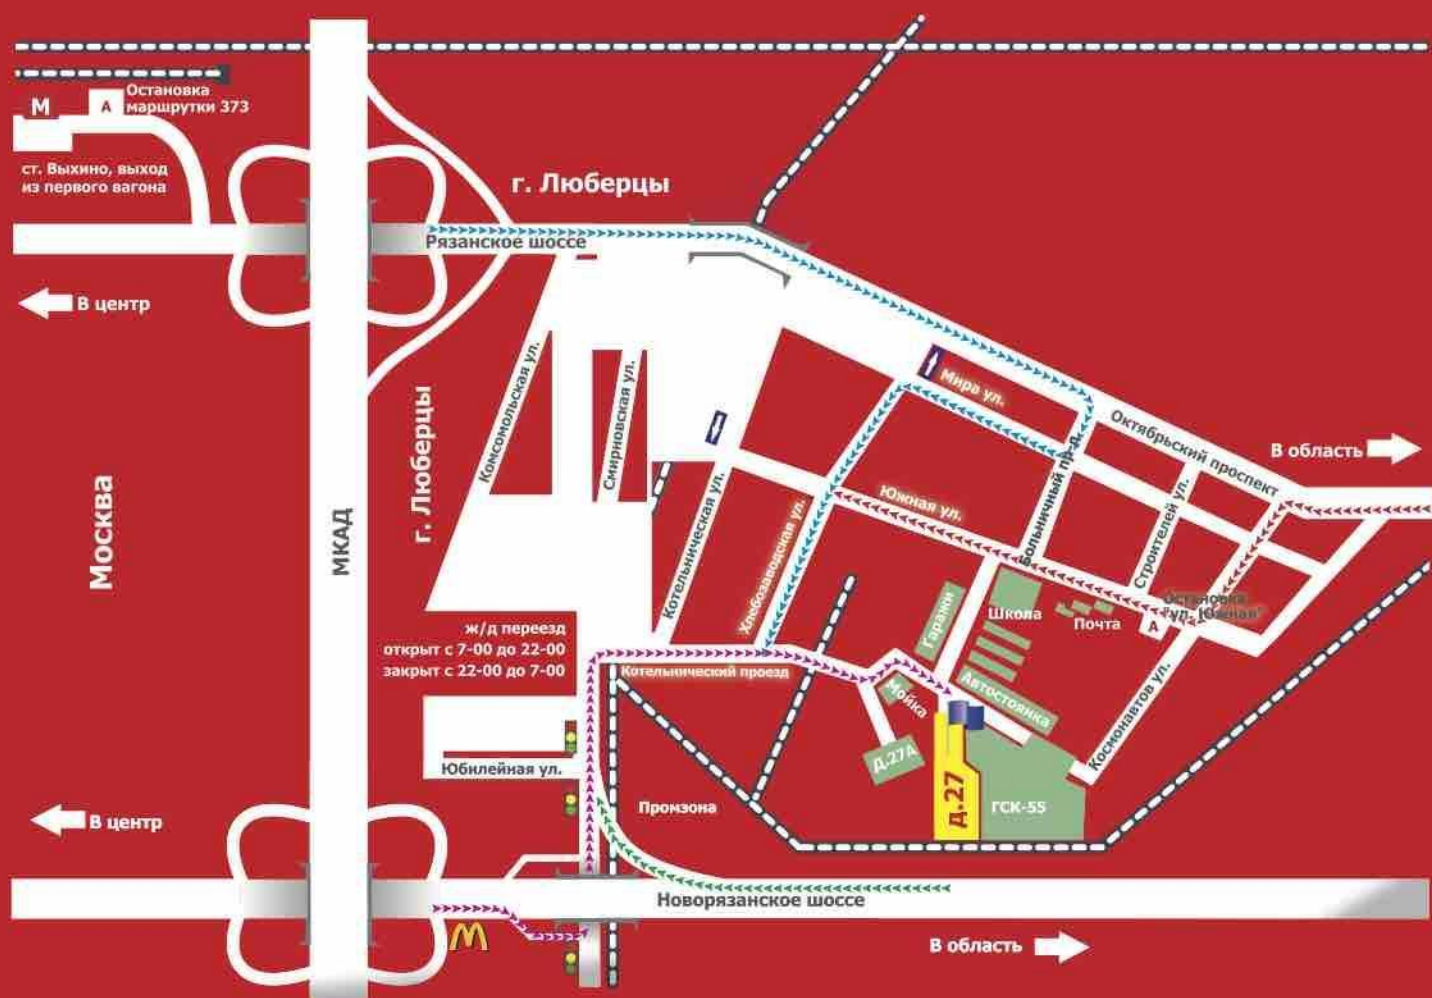 Остановка
маршрутки 373
М
А
ст. Выхино, выход
из первого вагона
г. Люберцы
Рязанское шоссе
В центр
Комсомольская ул.
Смирновская ул.
г. Люберцы
Москва
МКАД
Мира ул.
Октябрьский проспект
В область
Южная ул.
Больничный пр-д
Строителей ул.
Котельническая ул.
Хлебозаводская ул.
Остановка
"ул. Южная"
А
Школа
Почта
Гаражи
ж/д переезд
открыт с 7-00 до 22-00
закрыт с 22-00 до 7-00
Котельнический проезд
Мойка
Автостоянка
Космонавтов ул.
Д.27А
Д.27
ГСК-55
Юбилейная ул.
Промзона
В центр
Новорязанское шоссе
В область